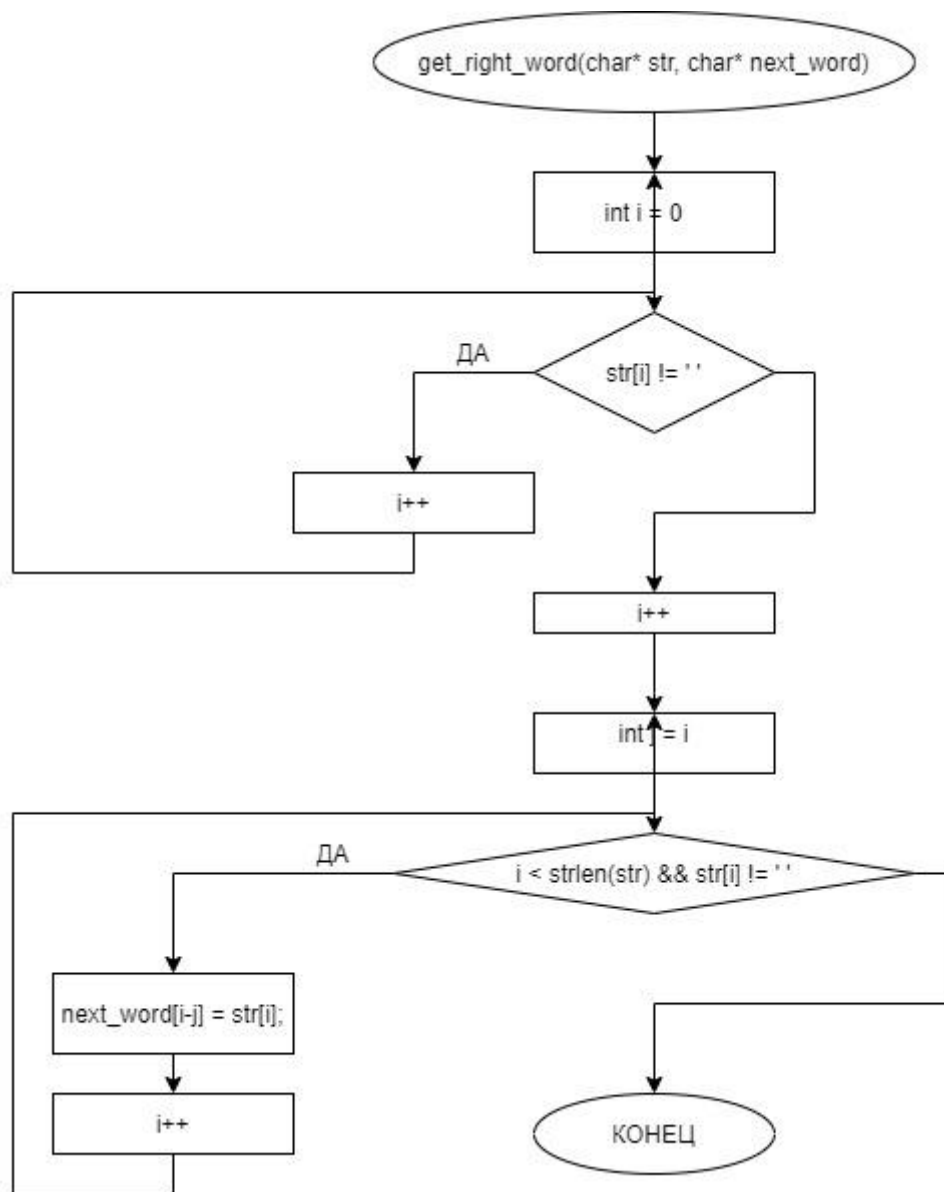 get_right_word(char* str, char* next_word)
int i = 0
ДА
str[i] != ' '
i++
i++
int j = i
ДА
i < strlen(str) && str[i] != ' '
next_word[i-j] = str[i];
i++
КОНЕЦ